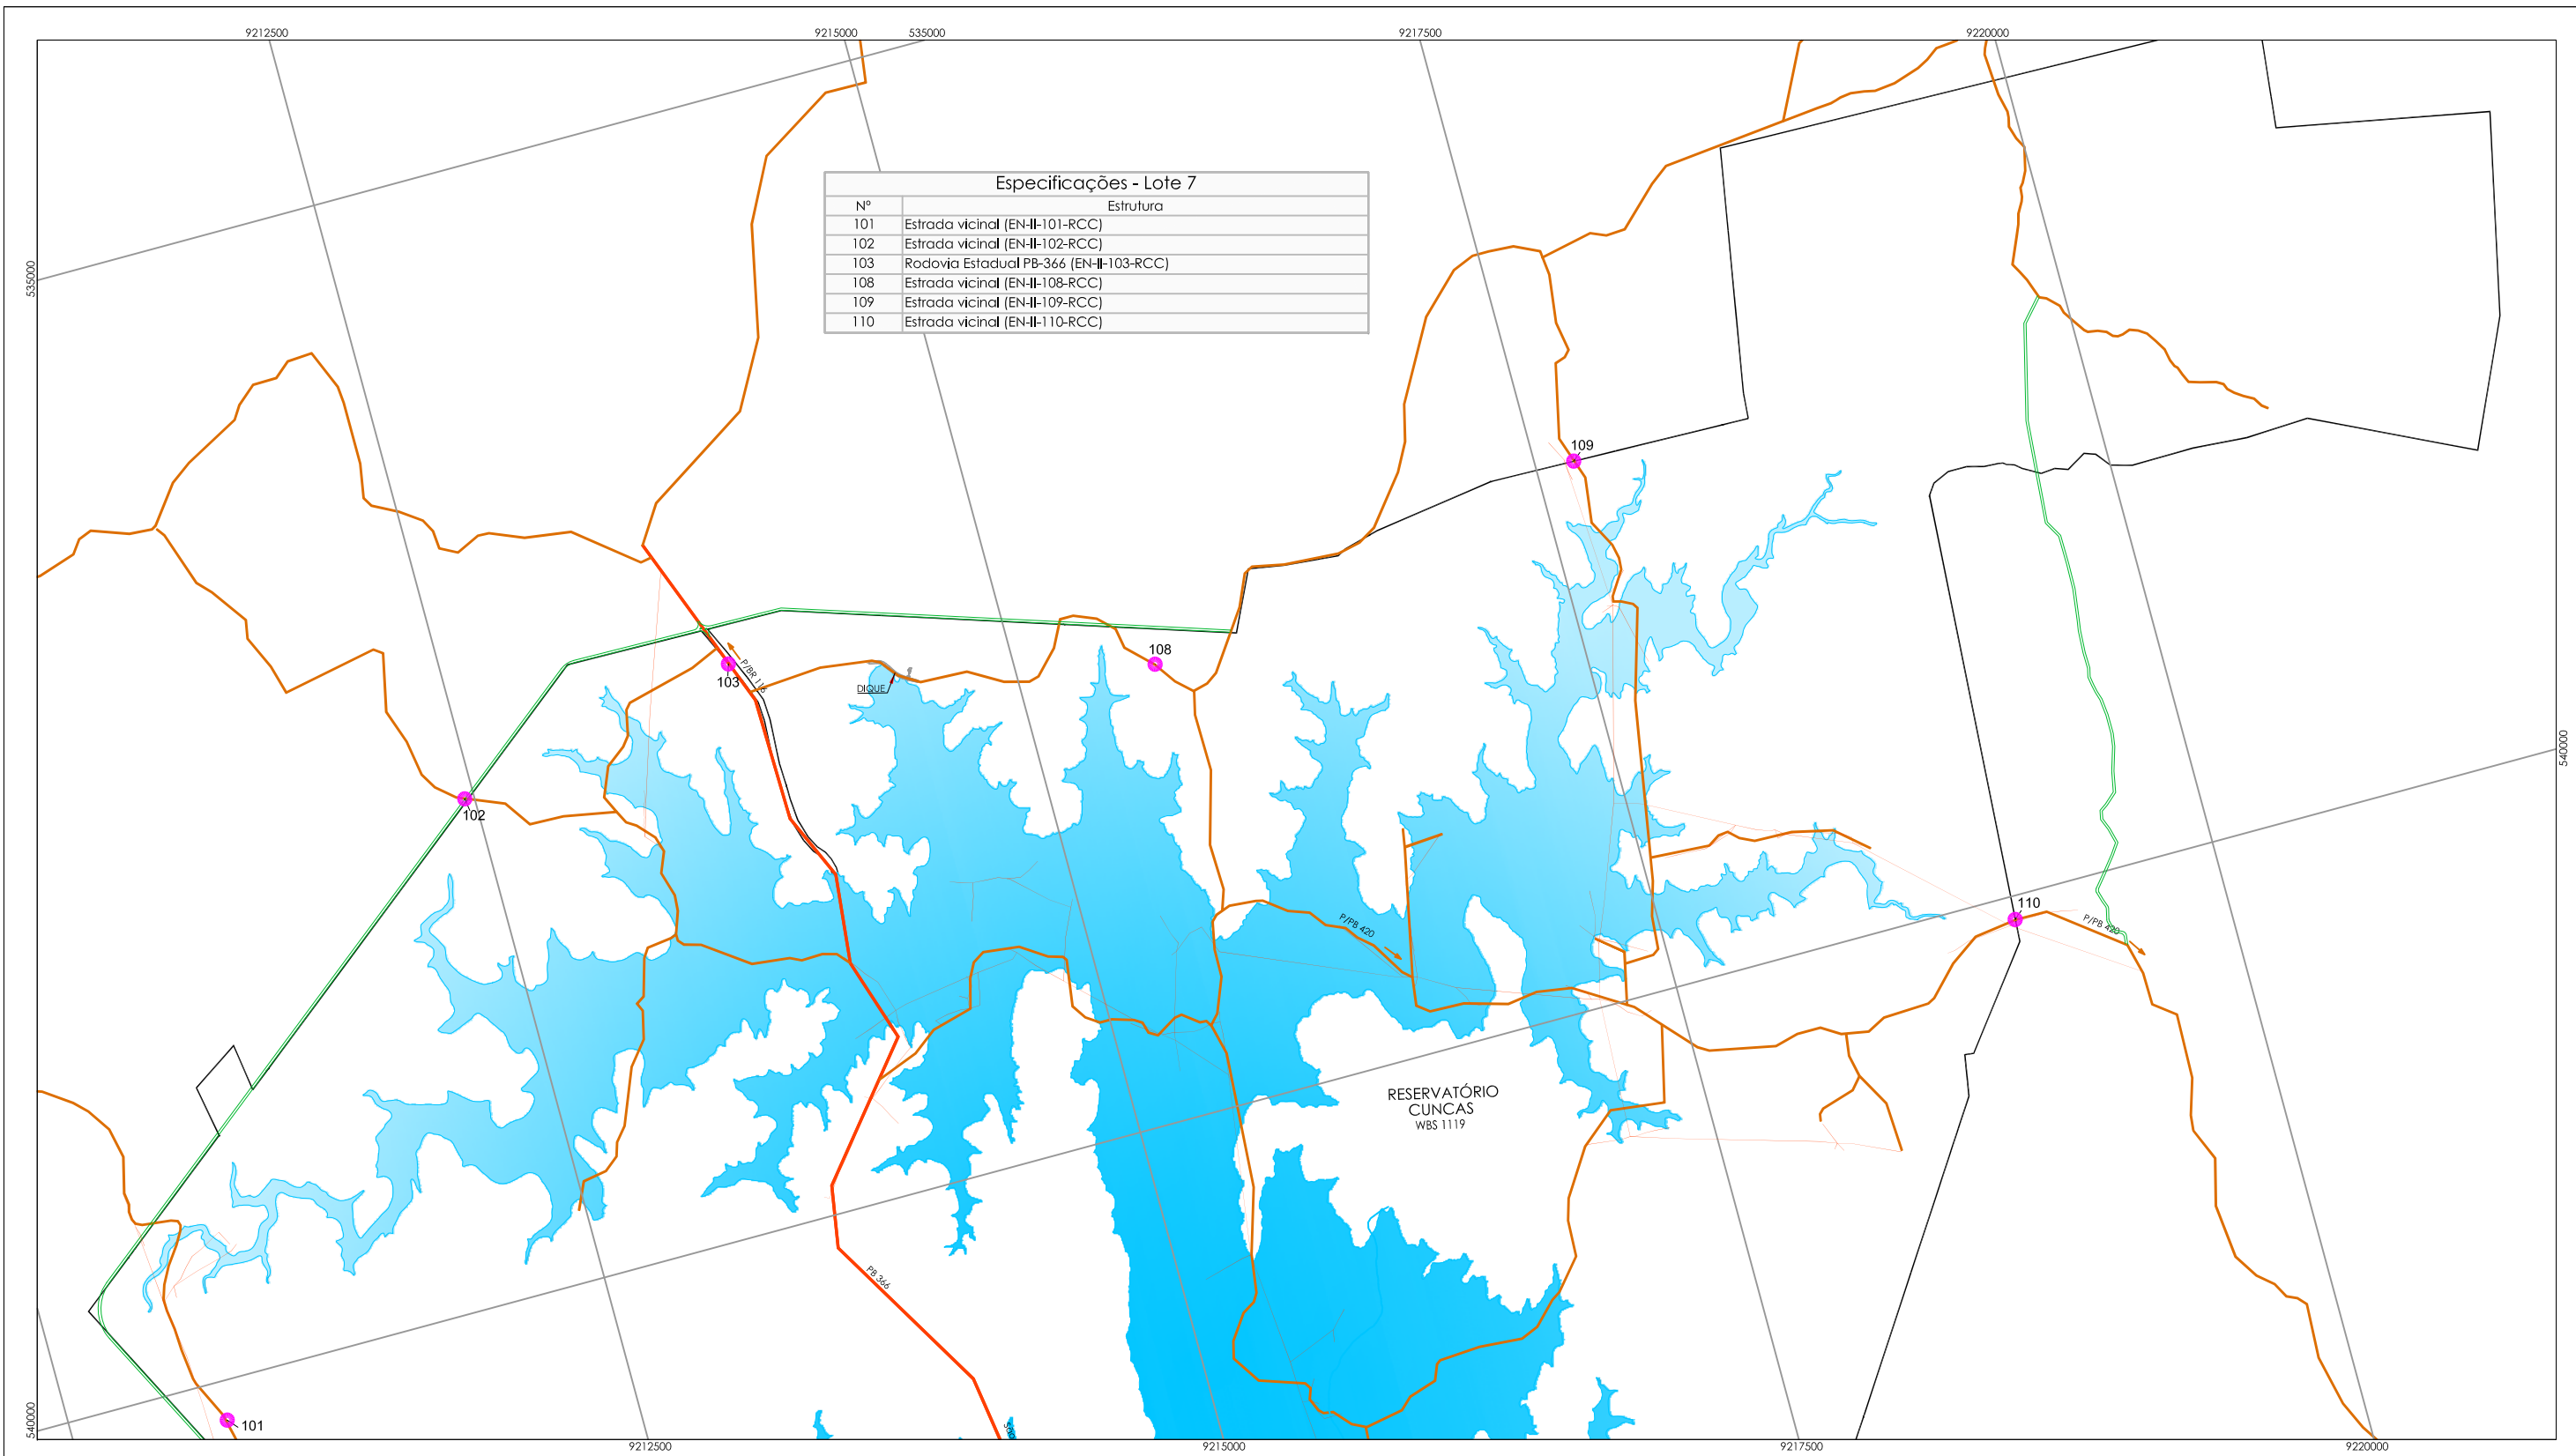 9212500
9215000
535000
9217500
9220000
Especificações - Lote 7
Nº Estrutura
101 Estrada vicinal (EN-II-101-RCC)
102 Estrada vicinal (EN-II-102-RCC)
103 Rodovia Estadual PB-366 (EN-II-103-RCC)
108 Estrada vicinal (EN-II-108-RCC)
109 Estrada vicinal (EN-II-109-RCC)
110 Estrada vicinal (EN-II-110-RCC)
535000
109
108
P/BR 116
103
DIQUE
540000
102
110
P/PB 420
P/PB 420
RESERVATÓRIO
CUNCAS
WBS 1119
PB 366
540000
101
9212500
9215000
9217500
9220000